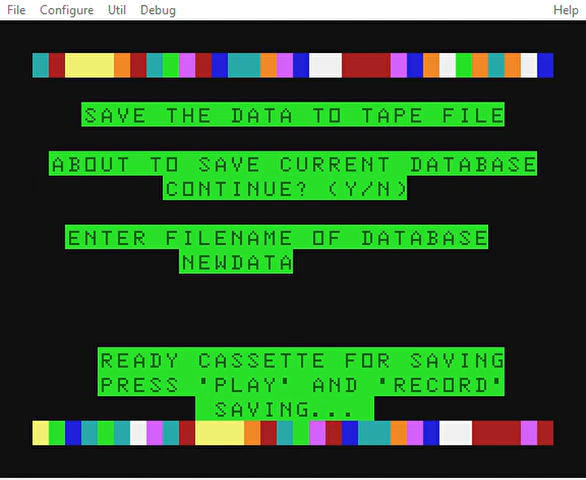 File Configure Util Debug Help
SAVE THE DATA TO TAPE FILE
ABOUT TO SAVE CURRENT DATABASE
CONTINUE? (Y/N)
ENTER FILENAME OF DATABASE
NEWDATA
READY CASSETTE FOR SAVING
PRESS "PLAY" AND "RECORD"
SAVING...